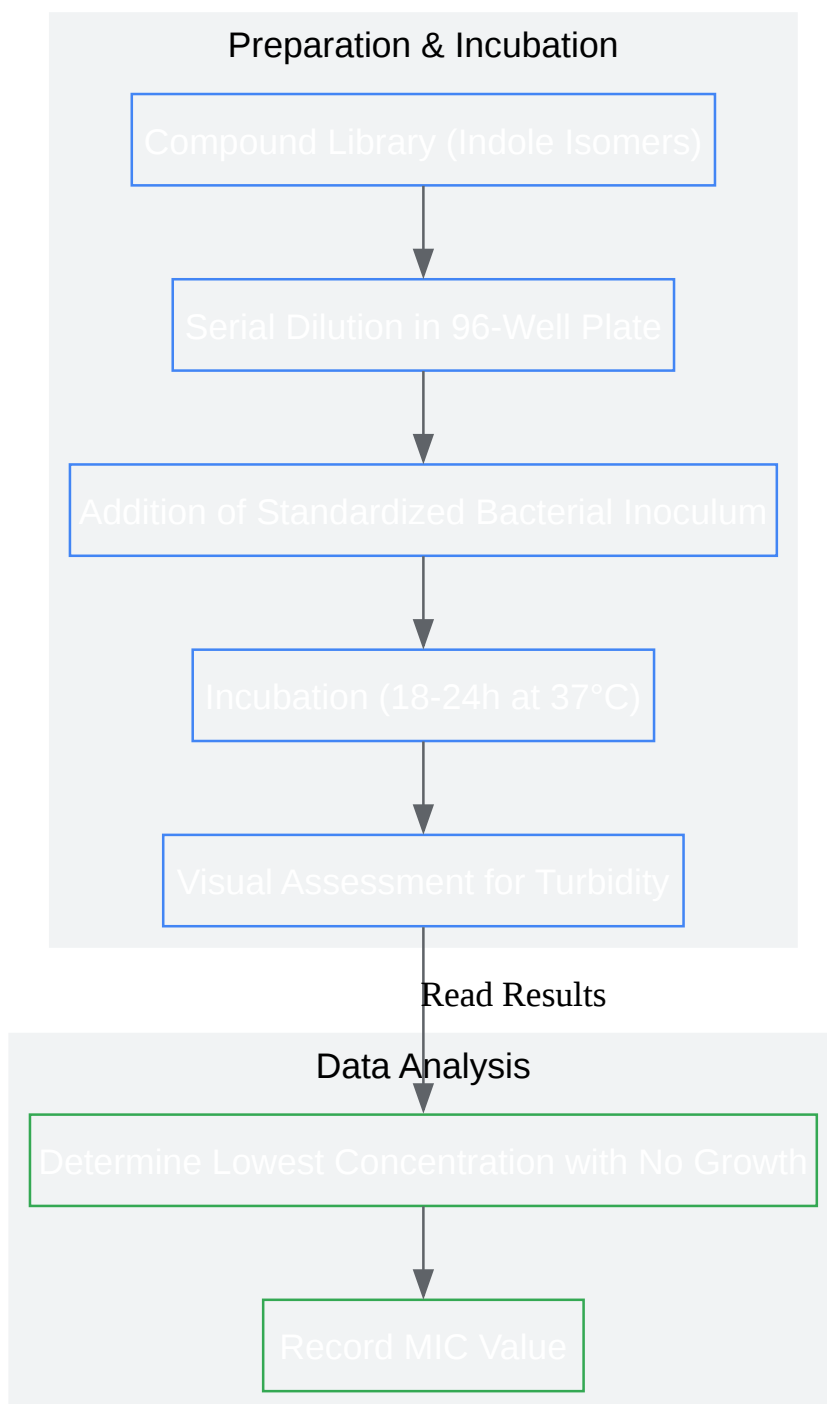 Preparation & Incubation
Compound Library (Indole Isomers)
Serial Dilution in 96-Well Plate
Addition of Standardized Bacterial Inoculum
Incubation (18-24h at 37°C)
Visual Assessment for Turbidity
Read Results
Data Analysis
Determine Lowest Concentration with No Growth
Record MIC Value